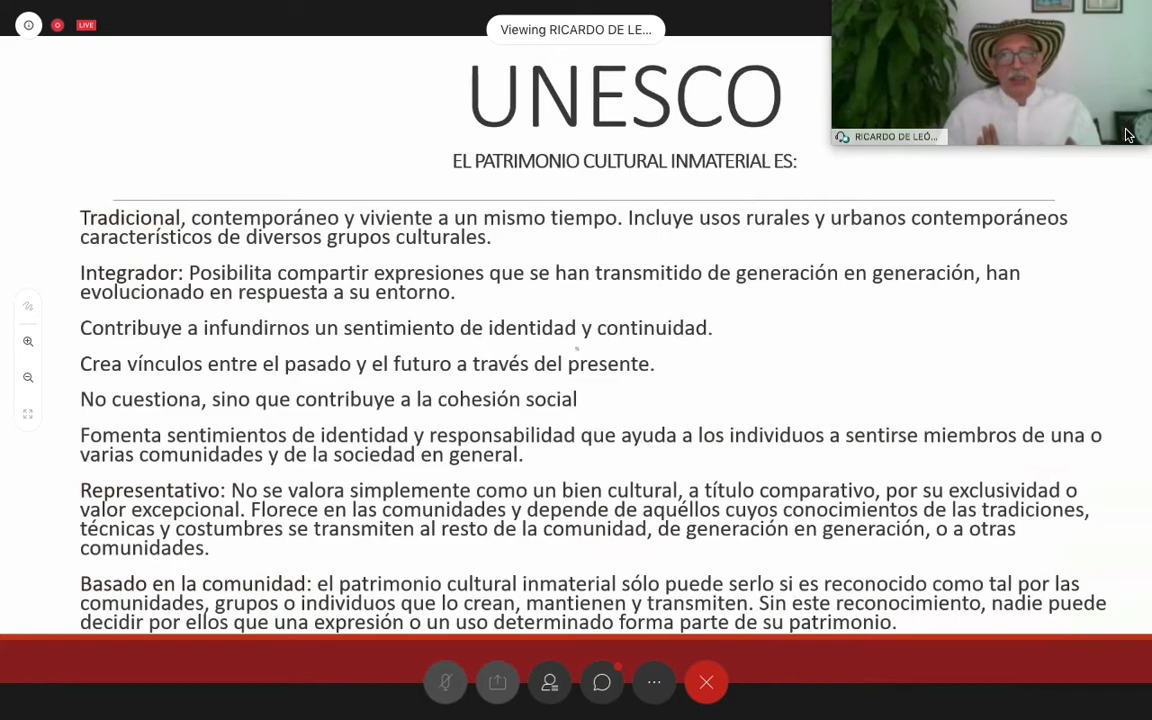 LIVE
Viewing RICARDO DE LE...
UNESCO
RICARDO DE LEÓ...
EL PATRIMONIO CULTURAL INMATERIAL ES:
Tradicional, contemporáneo y viviente a un mismo tiempo. Incluye usos rurales y urbanos contemporáneos
característicos de diversos grupos culturales.
Integrador: Posibilita compartir expresiones que se han transmitido de generación en generación, han
evolucionado en respuesta a su entorno.
Contribuye a infundirnos un sentimiento de identidad y continuidad.
Crea vínculos entre el pasado y el futuro a través del presente.
No cuestiona, sino que contribuye a la cohesión social
Fomenta sentimientos de identidad y responsabilidad que ayuda a los individuos a sentirse miembros de una o
varias comunidades y de la sociedad en general.
Representativo: No se valora simplemente como un bien cultural, a título comparativo, por su exclusividad o
valor excepcional. Florece en las comunidades y depende de aquéllos cuyos conocimientos de las tradiciones,
técnicas y costumbres se transmiten al resto de la comunidad, de generación en generación, o a otras
comunidades.
Basado en la comunidad: el patrimonio cultural inmaterial sólo puede serlo si es reconocido como tal por las
comunidades, grupos o individuos que lo crean, mantienen y transmiten. Sin este reconocimiento, nadie puede
decidir por ellos que una expresión o un uso determinado forma parte de su patrimonio.